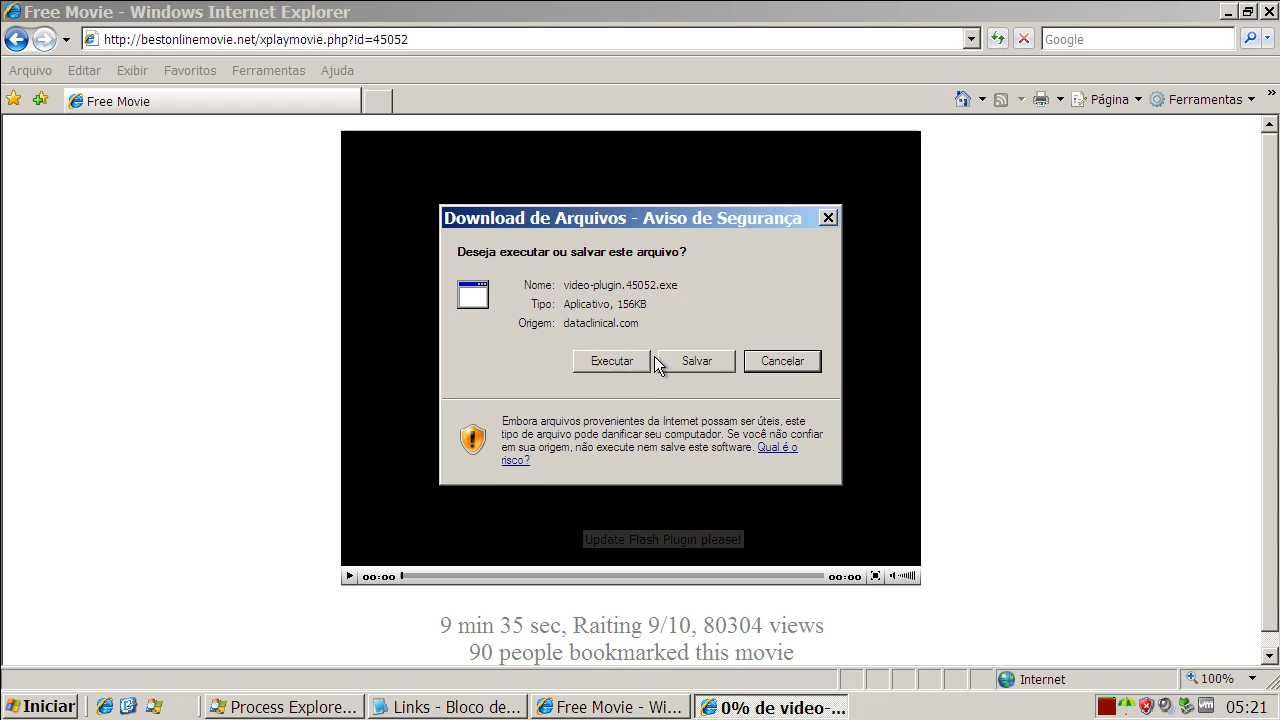 Free Movie - Windows Internet Explorer
http://bestonlinemovie.net/xplaymovie.php?id=45052
Google
Arquivo Editar Exibir Favoritos Ferramentas Ajuda
Free Movie
Página Ferramentas »
Download de Arquivos - Aviso de Segurança
Deseja executar ou salvar este arquivo?
Nome: video-plugin.45052.exe
Tipo: Aplicativo, 156KB
Origem: dataclinical.com
Executar Salvar Cancelar
Embora arquivos provenientes da Internet possam ser úteis, este
tipo de arquivo pode danificar seu computador. Se você não confiar
em sua origem, não execute nem salve este software. Qual é o
risco?
Update Flash Plugin please!
00:00 00:00
9 min 35 sec, Raiting 9/10, 80304 views
90 people bookmarked this movie
Internet 100%
Iniciar Process Explore... Links - Bloco de... Free Movie - Wi... 0% de video-... 05:21